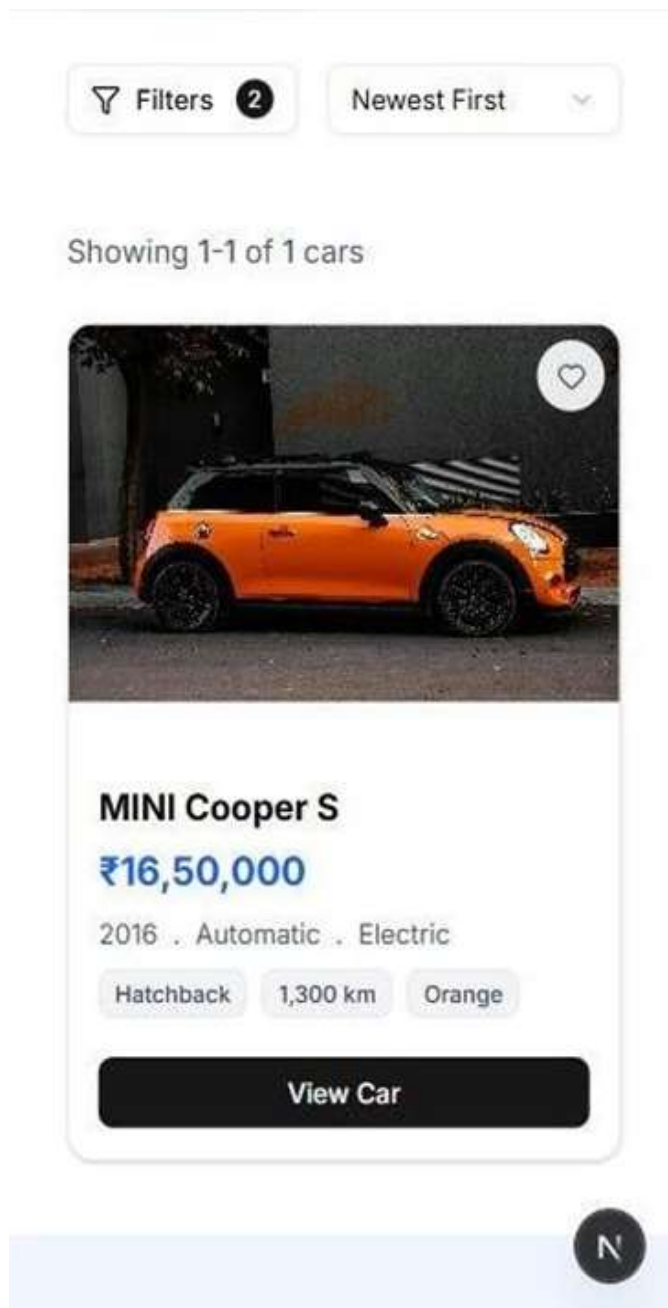 Filters 2
Newest First
Showing 1-1 of 1 cars
MINI Cooper S
₹16,50,000
2016 . Automatic . Electric
Hatchback
1,300 km
Orange
View Car
N